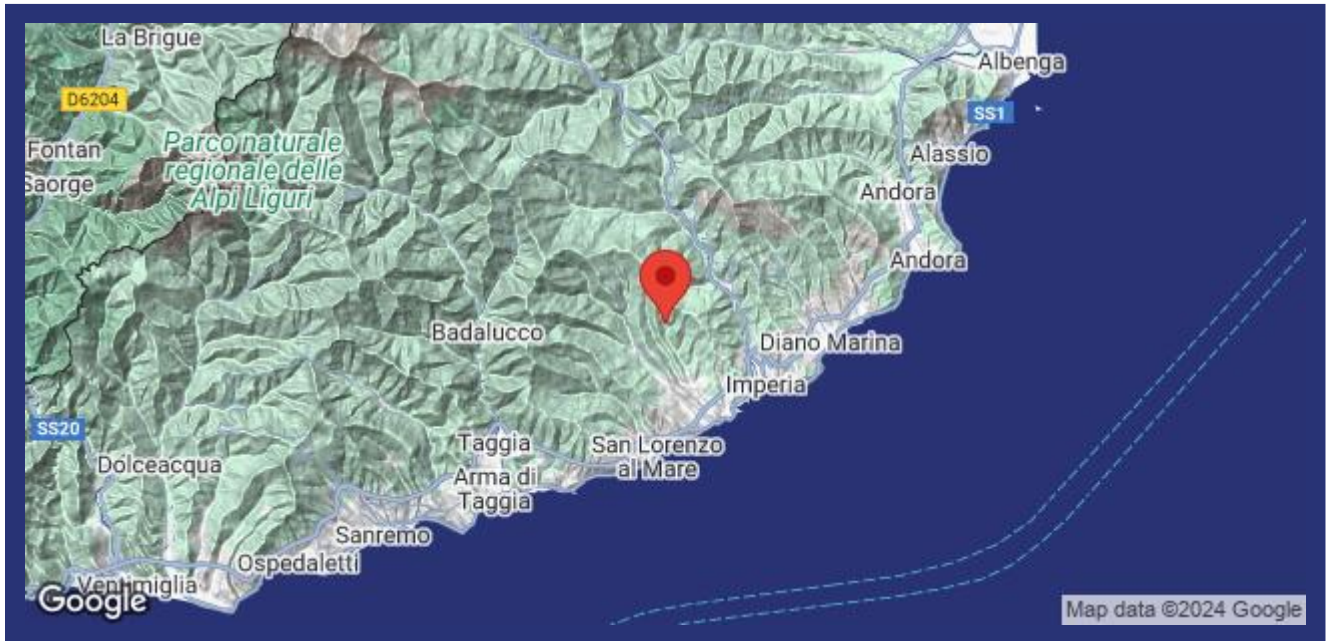 La Brigue
Albenga
D6204
SS1
Parco naturale
regionale delle
Alpi Liguri
Fontan
Saorge
Alassio
Andora
Andora
Badalucco
Diano Marina
Imperia
SS20
Taggia
San Lorenzo
al Mare
Dolceacqua
Arma di
Taggia
Sanremo
Ospedaletti
Ventimiglia
Google
Map data ©2024 Google